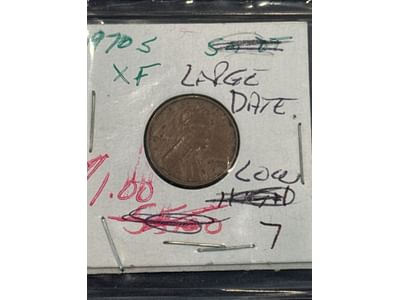 1970 S
XF
LARGE
DATE.
LOW
7
1.00